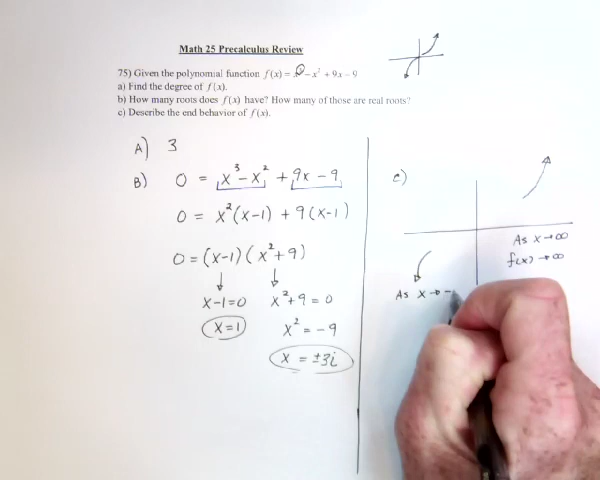 Math 25 Precalculus Review
75) Given the polynomial function f(x) = x³ – x² + 9x – 9
a) Find the degree of f(x).
b) How many roots does f(x) have? How many of those are real roots?
c) Describe the end behavior of f(x).
A) 3
B) 0 = x³ – x² + 9x – 9
0 = x²(x–1) + 9(x–1)
0 = (x–1)(x²+9)
x–1=0 x²+9=0
x=1 x² = –9
x = ±3i
c)
As x→∞
f(x)→∞
As x→ –